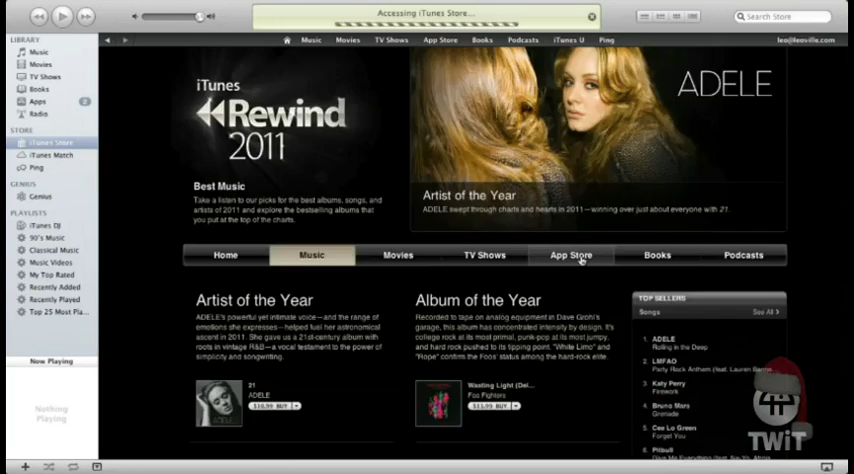 Accessing iTunes Store...
Search Store
LIBRARY
Music
Movies
TV Shows
Books
Apps 2
Radio
STORE
iTunes Store
iTunes Match
Ping
GENIUS
Genius
PLAYLISTS
iTunes DJ
90's Music
Classical Music
Music Videos
My Top Rated
Recently Added
Recently Played
Top 25 Most Pla...
Now Playing
Nothing
Playing
Music Movies TV Shows App Store Books Podcasts iTunes U Ping
leo@leoville.com
iTunes
Rewind
2011
Best Music
Take a listen to our picks for the best albums, songs, and
artists of 2011 and explore the bestselling albums that
you put at the top of the charts.
ADELE
Artist of the Year
ADELE swept through charts and hearts in 2011—winning over just about everyone with 21.
Home Music Movies TV Shows App Store Books Podcasts
Artist of the Year
ADELE's powerful yet intimate voice—and the range of
emotions she expresses—helped fuel her astronomical
ascent in 2011. She gave us a 21st-century album with
roots in vintage R&B—a vocal testament to the power of
simplicity and songwriting.
21
ADELE
$10.99 BUY
Album of the Year
Recorded to tape on analog equipment in Dave Grohl's
garage, this album has concentrated intensity by design. It's
college rock at its most primal, punk-pop at its most jumpy,
and hard rock pushed to its tipping point. "White Limo" and
"Rope" confirm the Foos' status among the hard-rock elite.
Wasting Light (Del...
Foo Fighters
$11.99 BUY
TOP SELLERS
Songs See All >
1. ADELE
Rolling in the Deep
2. LMFAO
Party Rock Anthem (feat. Lauren Benne...
3. Katy Perry
Firework
4. Bruno Mars
Grenade
5. Cee Lo Green
Forget You
6. Pitbull
TWiT